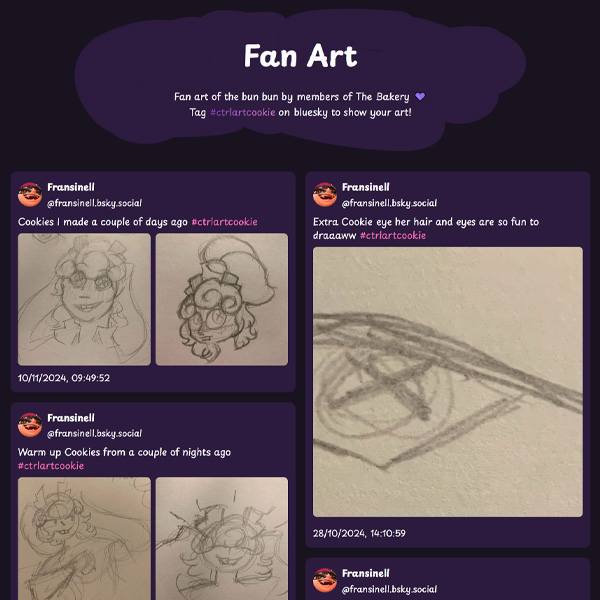 Fan Art
Fan art of the bun bun by members of The Bakery 💜
Tag #ctrlartcookie on bluesky to show your art!
Fransinell
@fransinell.bsky.social
Cookies I made a couple of days ago #ctrlartcookie
10/11/2024, 09:49:52
Fransinell
@fransinell.bsky.social
Warm up Cookies from a couple of nights ago
#ctrlartcookie
Fransinell
@fransinell.bsky.social
Extra Cookie eye her hair and eyes are so fun to
draaaww #ctrlartcookie
28/10/2024, 14:10:59
Fransinell
@fransinell.bsky.social